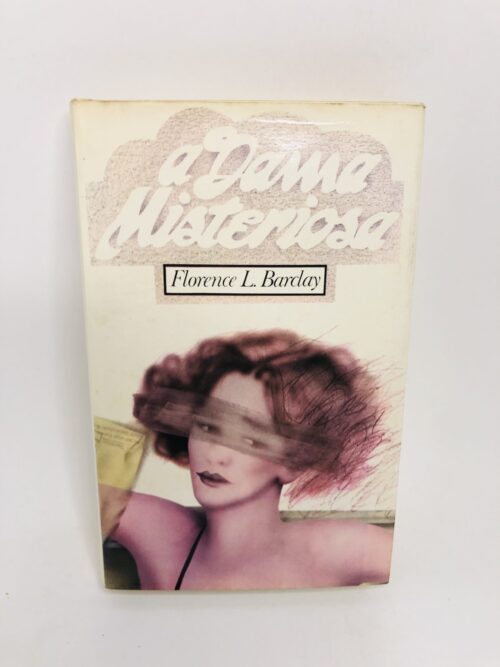 a Dama
Misteriosa
Florence L. Barclay